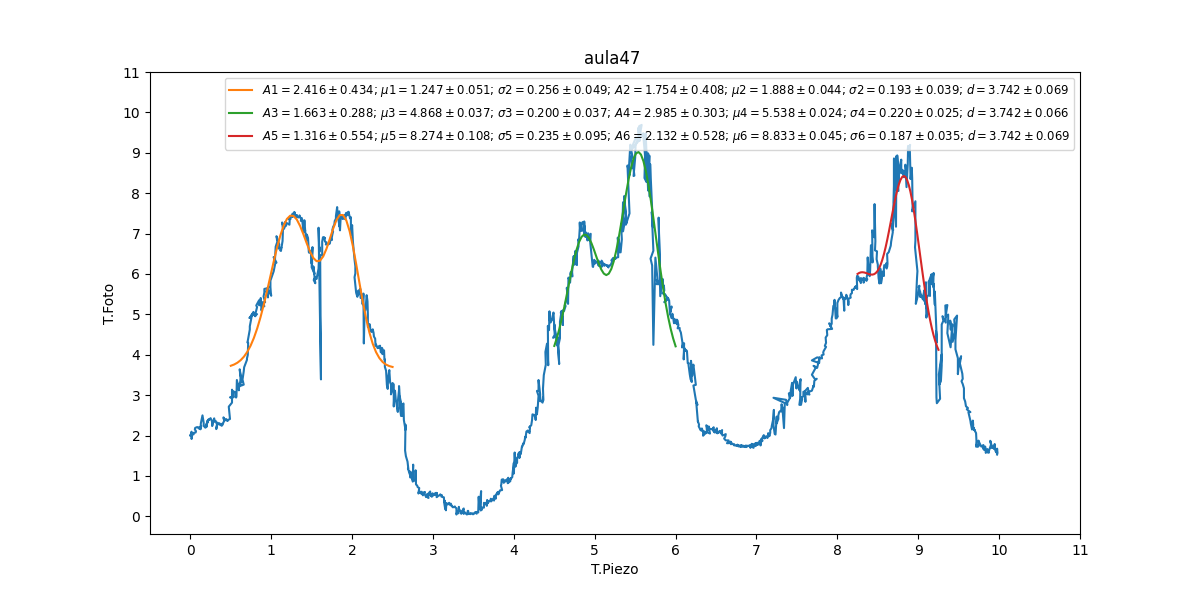 aula47
A1 = 2.416 ± 0.434; μ1 = 1.247 ± 0.051; σ2 = 0.256 ± 0.049; A2 = 1.754 ± 0.408; μ2 = 1.888 ± 0.044; σ2 = 0.193 ± 0.039; d = 3.742 ± 0.069
A3 = 1.663 ± 0.288; μ3 = 4.868 ± 0.037; σ3 = 0.200 ± 0.037; A4 = 2.985 ± 0.303; μ4 = 5.538 ± 0.024; σ4 = 0.220 ± 0.025; d = 3.742 ± 0.066
A5 = 1.316 ± 0.554; μ5 = 8.274 ± 0.108; σ5 = 0.235 ± 0.095; A6 = 2.132 ± 0.528; μ6 = 8.833 ± 0.045; σ6 = 0.187 ± 0.035; d = 3.742 ± 0.069
11
10
9
8
7
6
5
4
3
2
1
0
T.Foto
0 1 2 3 4 5 6 7 8 9 10 11
T.Piezo